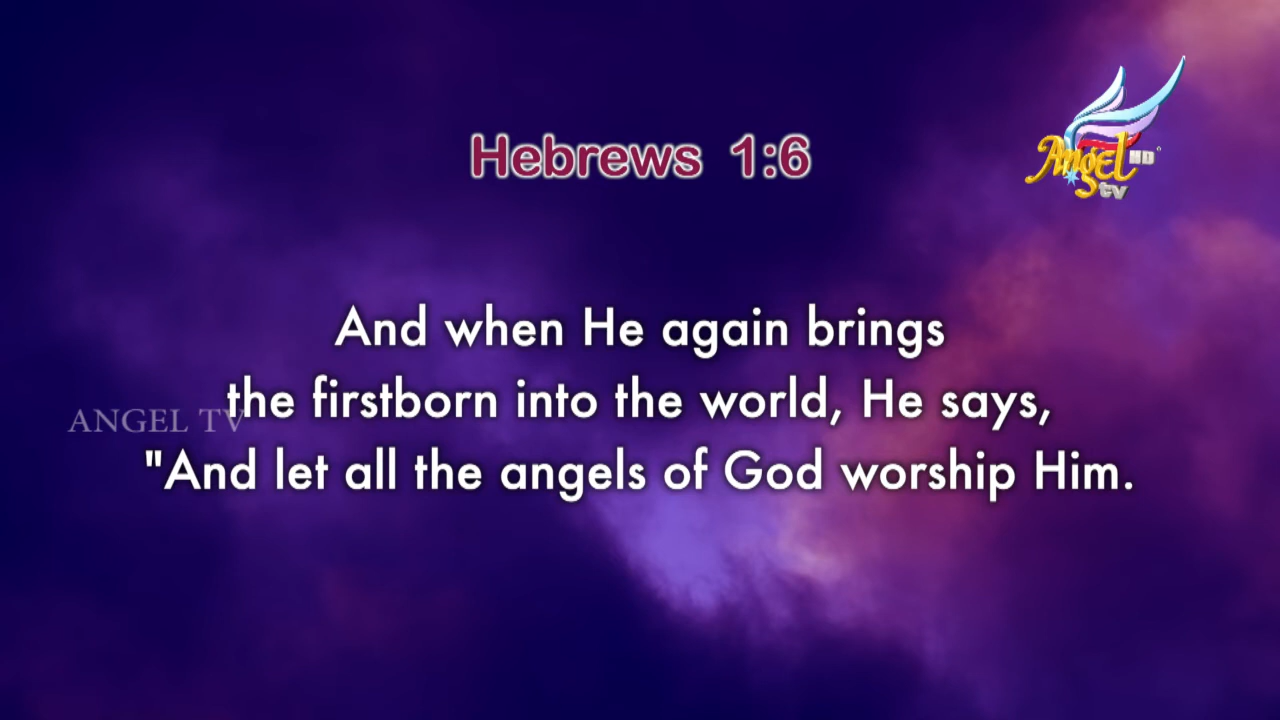 Hebrews 1:6
Angel HD
tv
And when He again brings
the firstborn into the world, He says,
ANGEL TV
"And let all the angels of God worship Him.